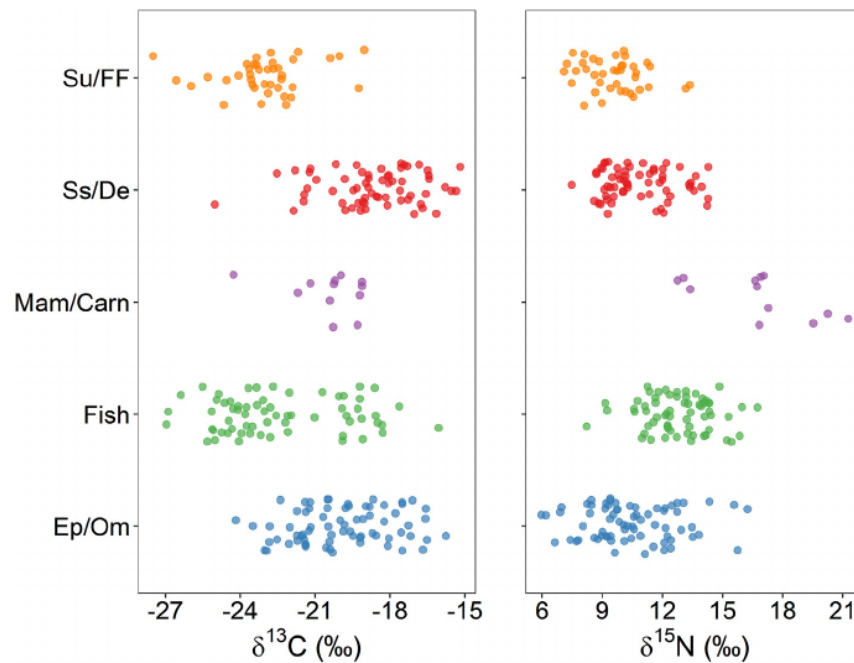 Su/FF
Ss/De
Mam/Carn
Fish
Ep/Om
-27 -24 -21 -18 -15 6 9 12 15 18 21
δ¹³C (‰) δ¹⁵N (‰)